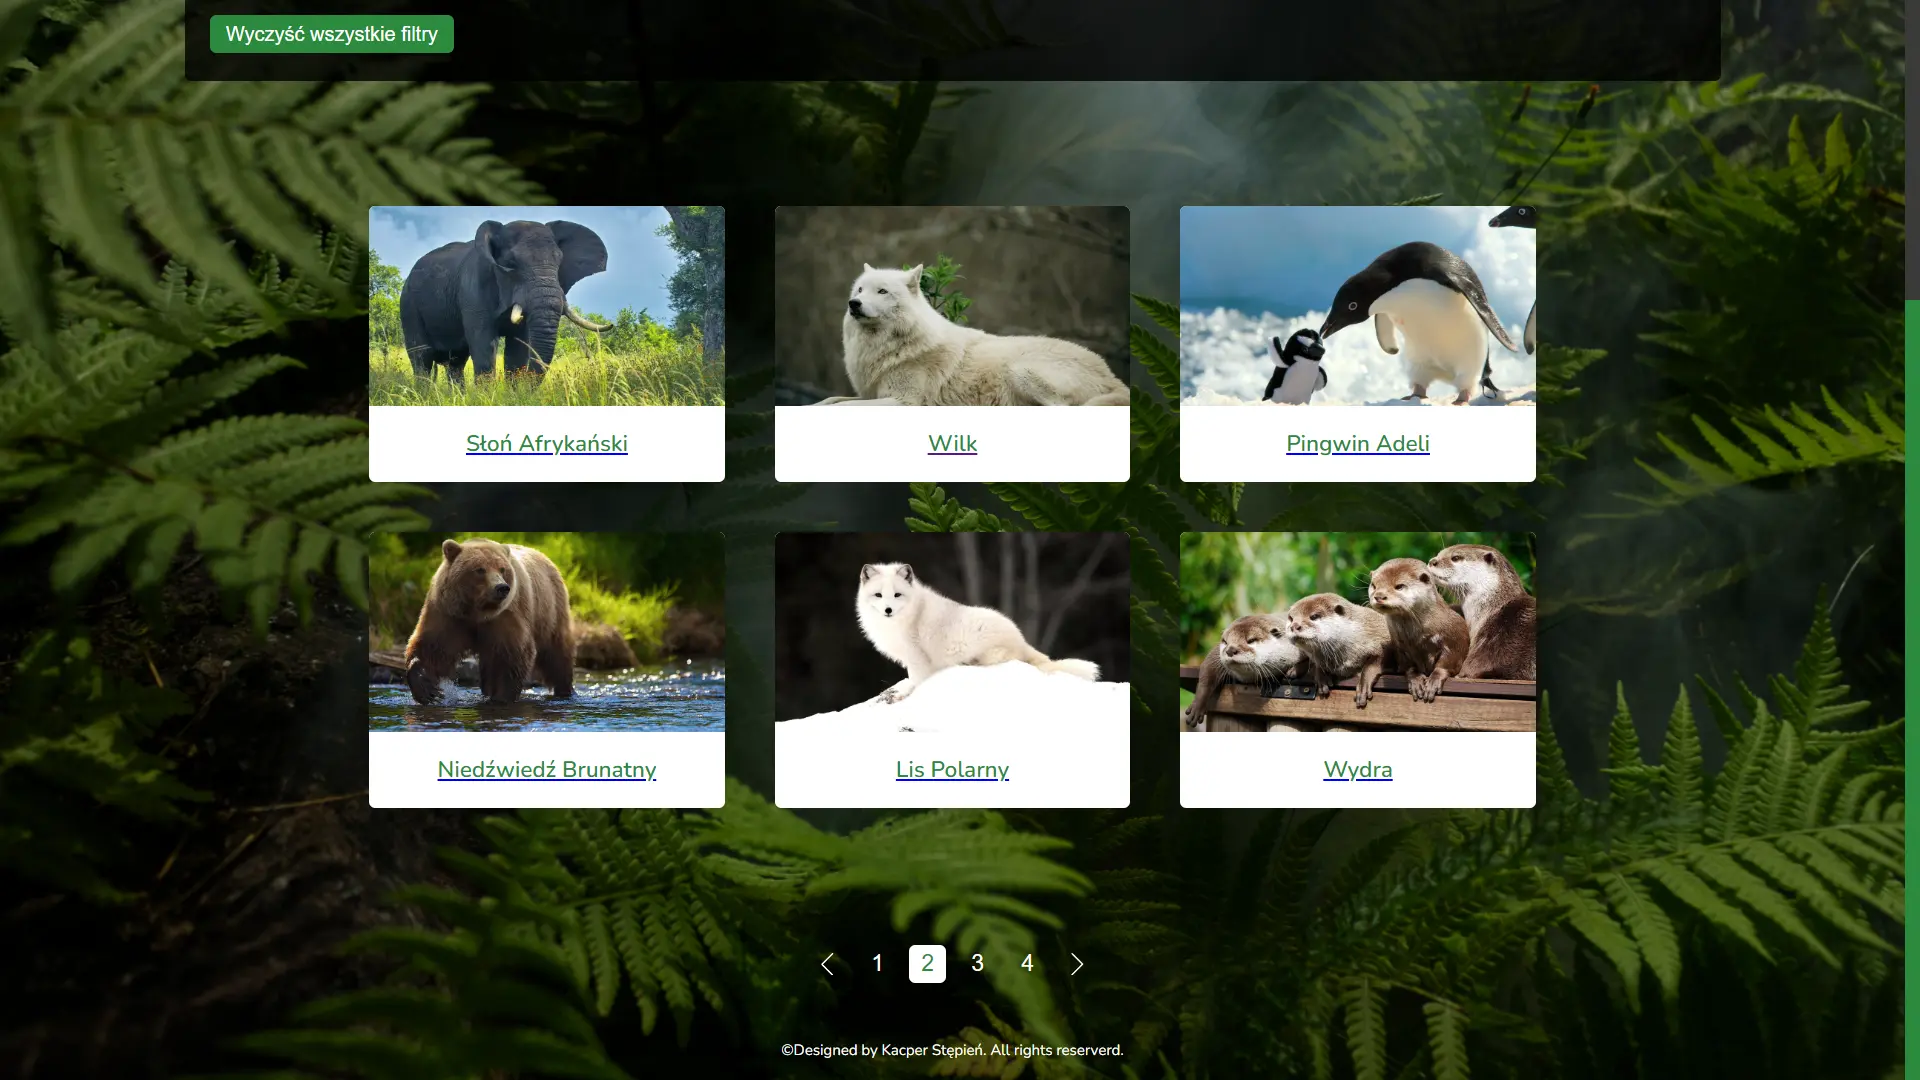 Wyczyść wszystkie filtry
Słoń Afrykański
Wilk
Pingwin Adeli
Niedźwiedź Brunatny
Lis Polarny
Wydra
1 2 3 4
©Designed by Kacper Stępień. All rights reserverd.